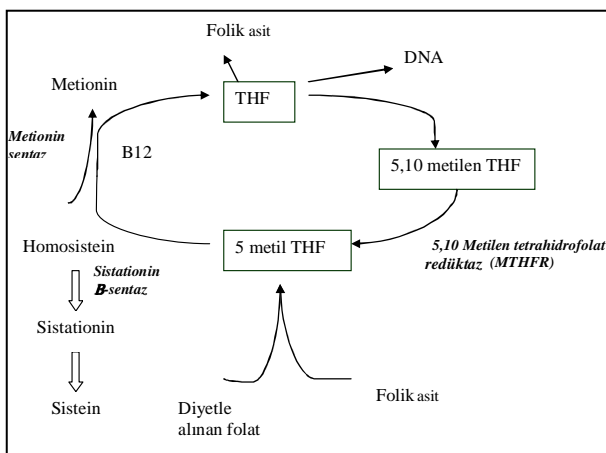 Folik asit
DNA
Metionin
THF
Metionin
sentaz
B12
5,10 metilen THF
Homosistein
5 metil THF
5,10 Metilen tetrahidrofolat
redüktaz (MTHFR)
Sistationin
B-sentaz
Sistationin
Sistein
Diyetle
alınan folat
Folik asit